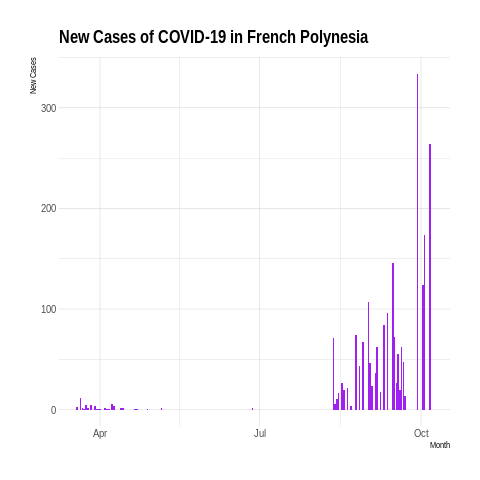 New Cases of COVID-19 in French Polynesia
New Cases
300
200
100
0
Apr
Jul
Oct
Month